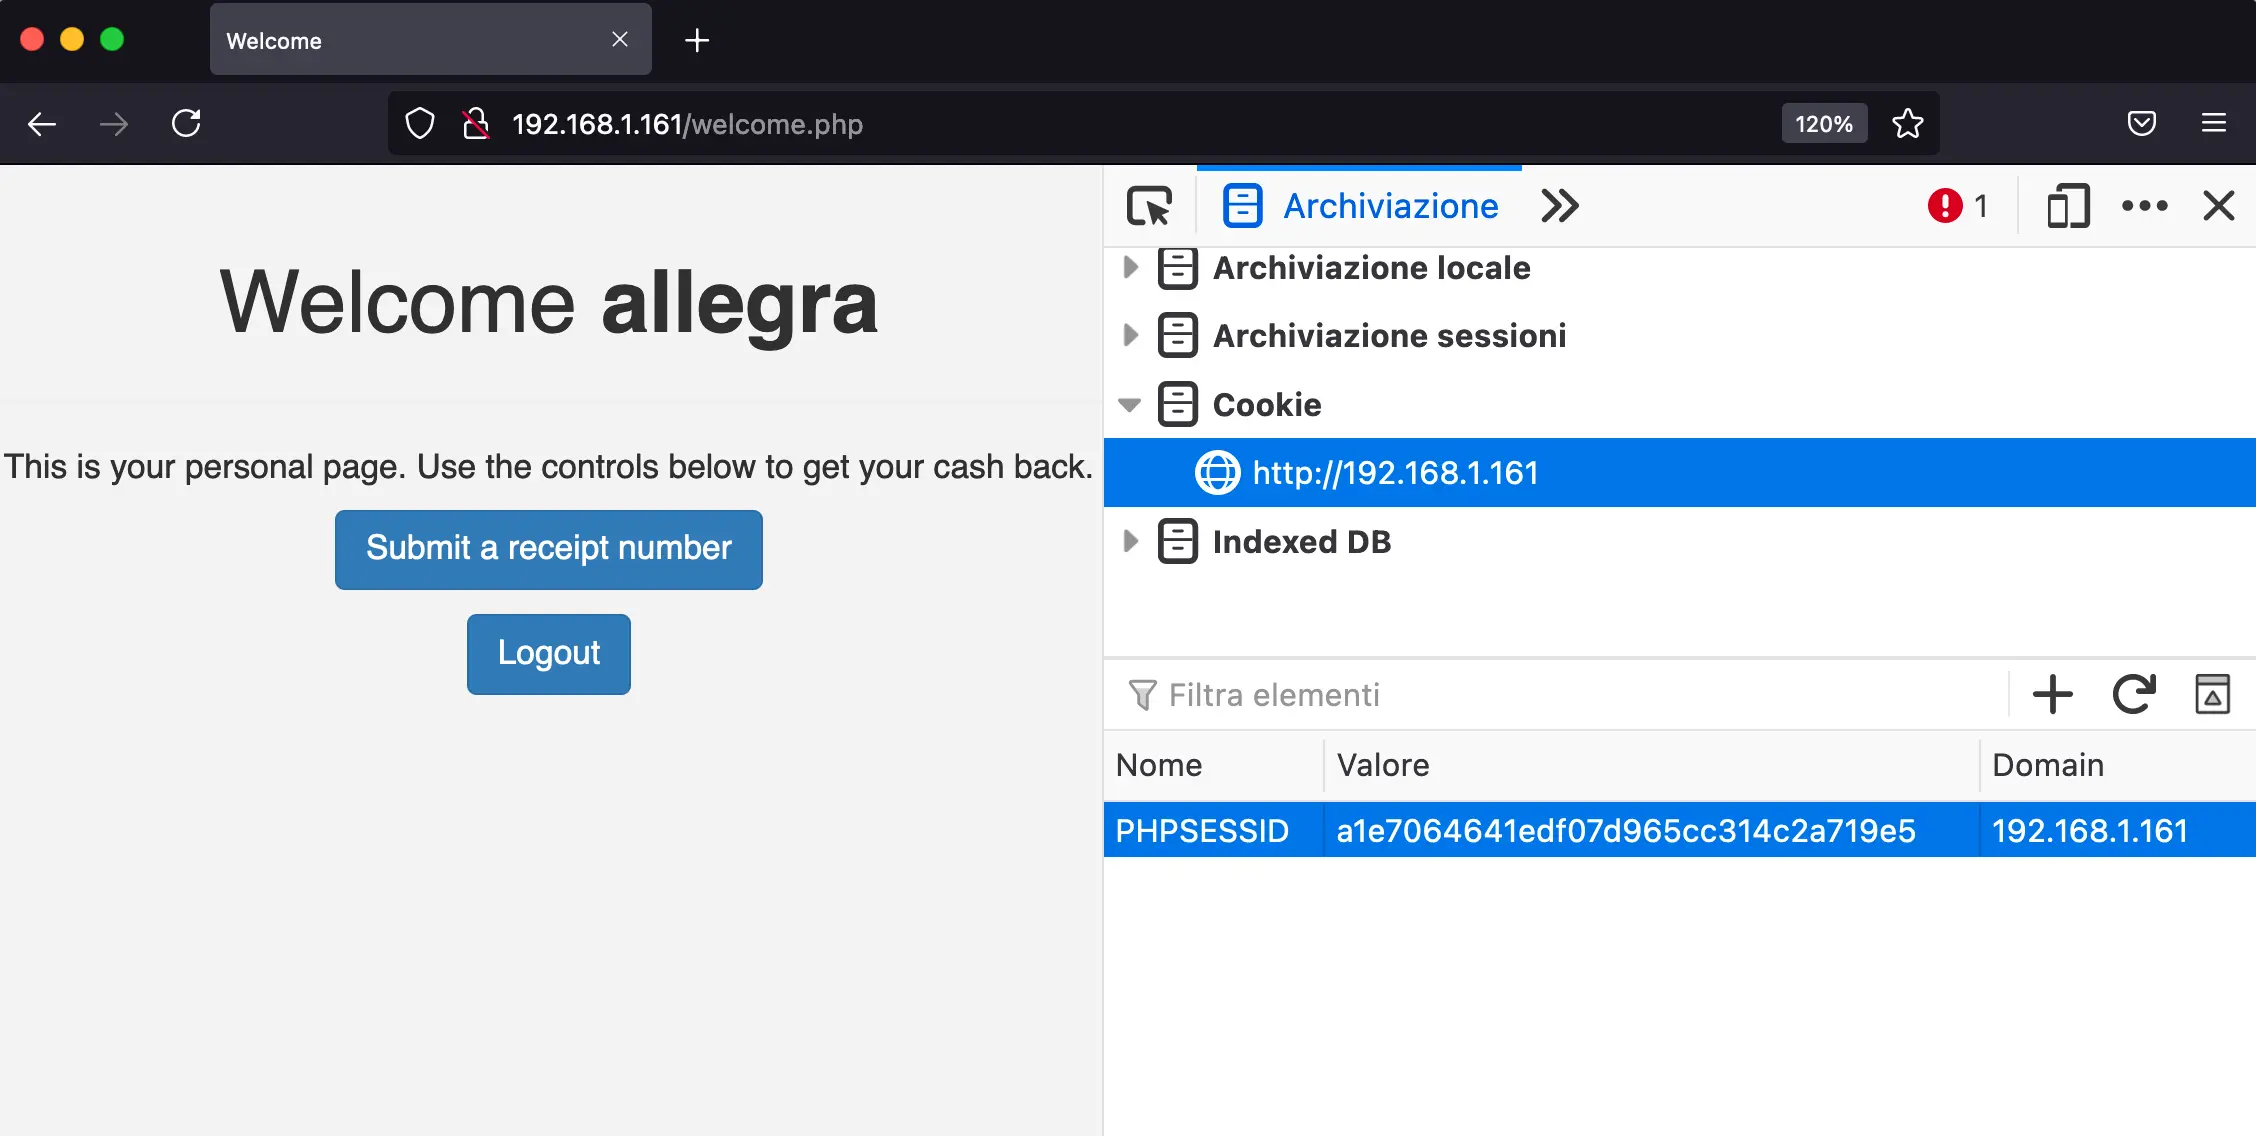 Welcome
192.168.1.161/welcome.php
120%
Welcome allegra
This is your personal page. Use the controls below to get your cash back.
Submit a receipt number
Logout
Archiviazione
1
Archiviazione locale
Archiviazione sessioni
Cookie
http://192.168.1.161
Indexed DB
Filtra elementi
Nome Valore Domain
PHPSESSID a1e7064641edf07d965cc314c2a719e5 192.168.1.161